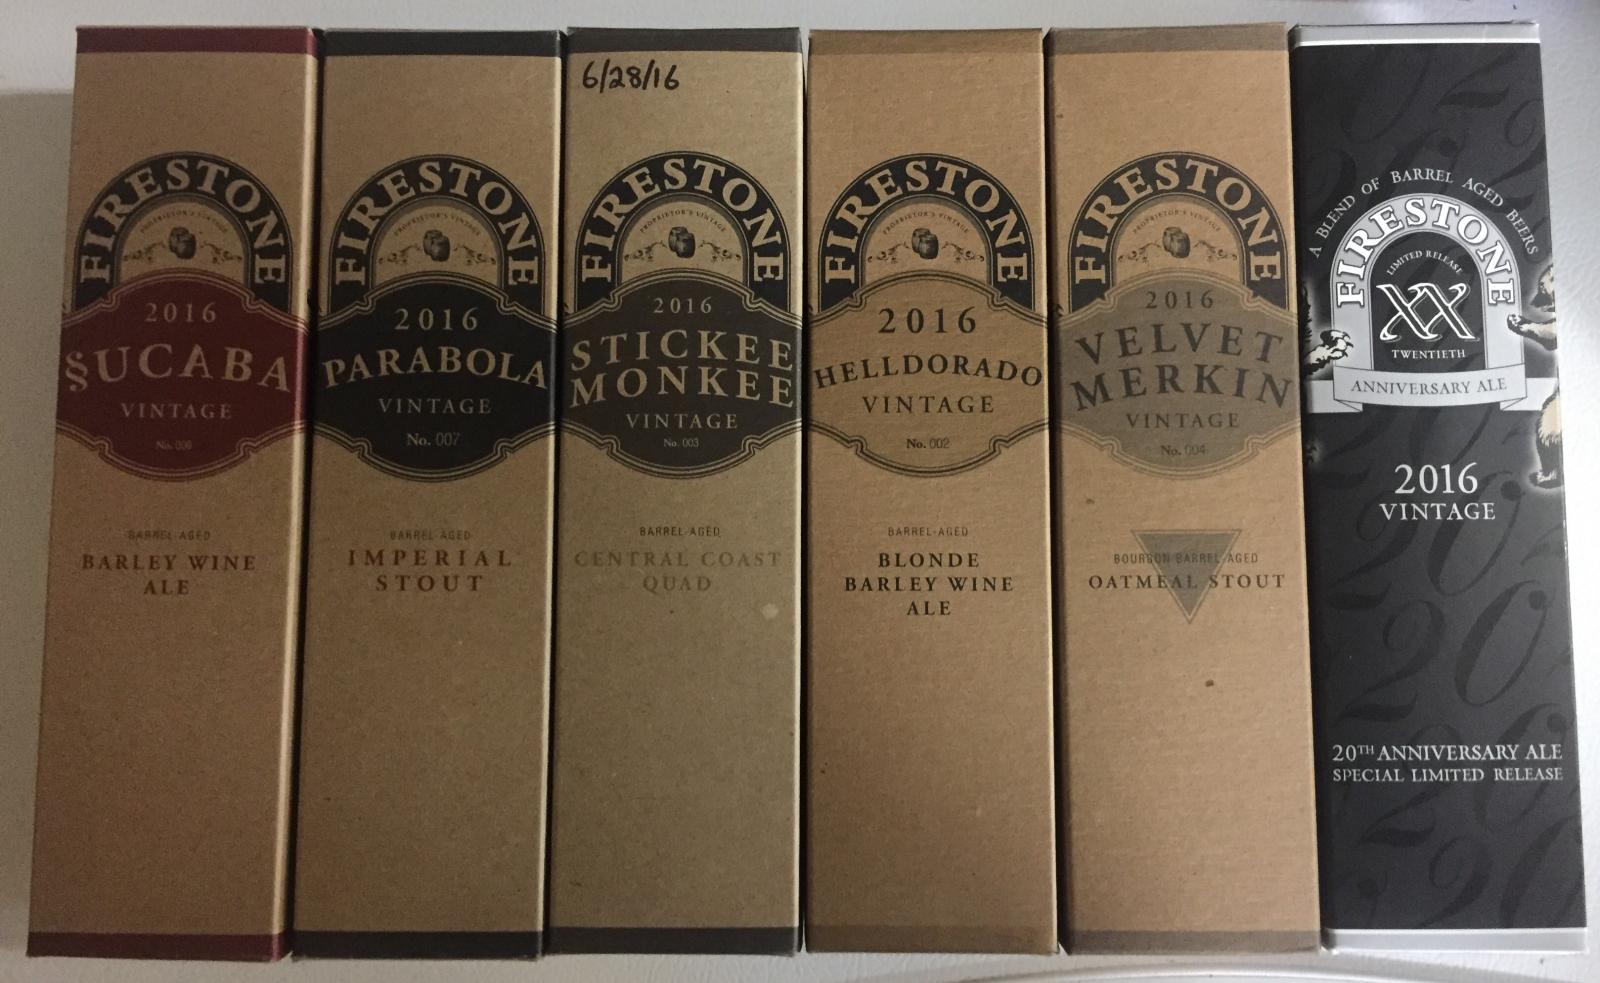 FIRESTONE
PROPRIETOR'S VINTAGE
2016
§UCABA
VINTAGE
BARREL-AGED
BARLEY WINE
ALE
FIRESTONE
PROPRIETOR'S VINTAGE
2016
PARABOLA
VINTAGE
No. 007
BARREL-AGED
IMPERIAL
STOUT
6/28/16
FIRESTONE
PROPRIETOR'S VINTAGE
2016
STICKEE
MONKEE
VINTAGE
No. 003
BARREL-AGED
CENTRAL COAST
QUAD
FIRESTONE
PROPRIETOR'S VINTAGE
2016
HELLDORADO
VINTAGE
No. 002
BARREL-AGED
BLONDE
BARLEY WINE
ALE
FIRESTONE
PROPRIETOR'S VINTAGE
2016
VELVET
MERKIN
VINTAGE
No. 004
BOURBON BARREL-AGED
OATMEAL STOUT
A BLEND OF BARREL AGED BEERS
FIRESTONE
LIMITED RELEASE
XX
TWENTIETH
ANNIVERSARY ALE
2016
VINTAGE
20TH ANNIVERSARY ALE
SPECIAL LIMITED RELEASE